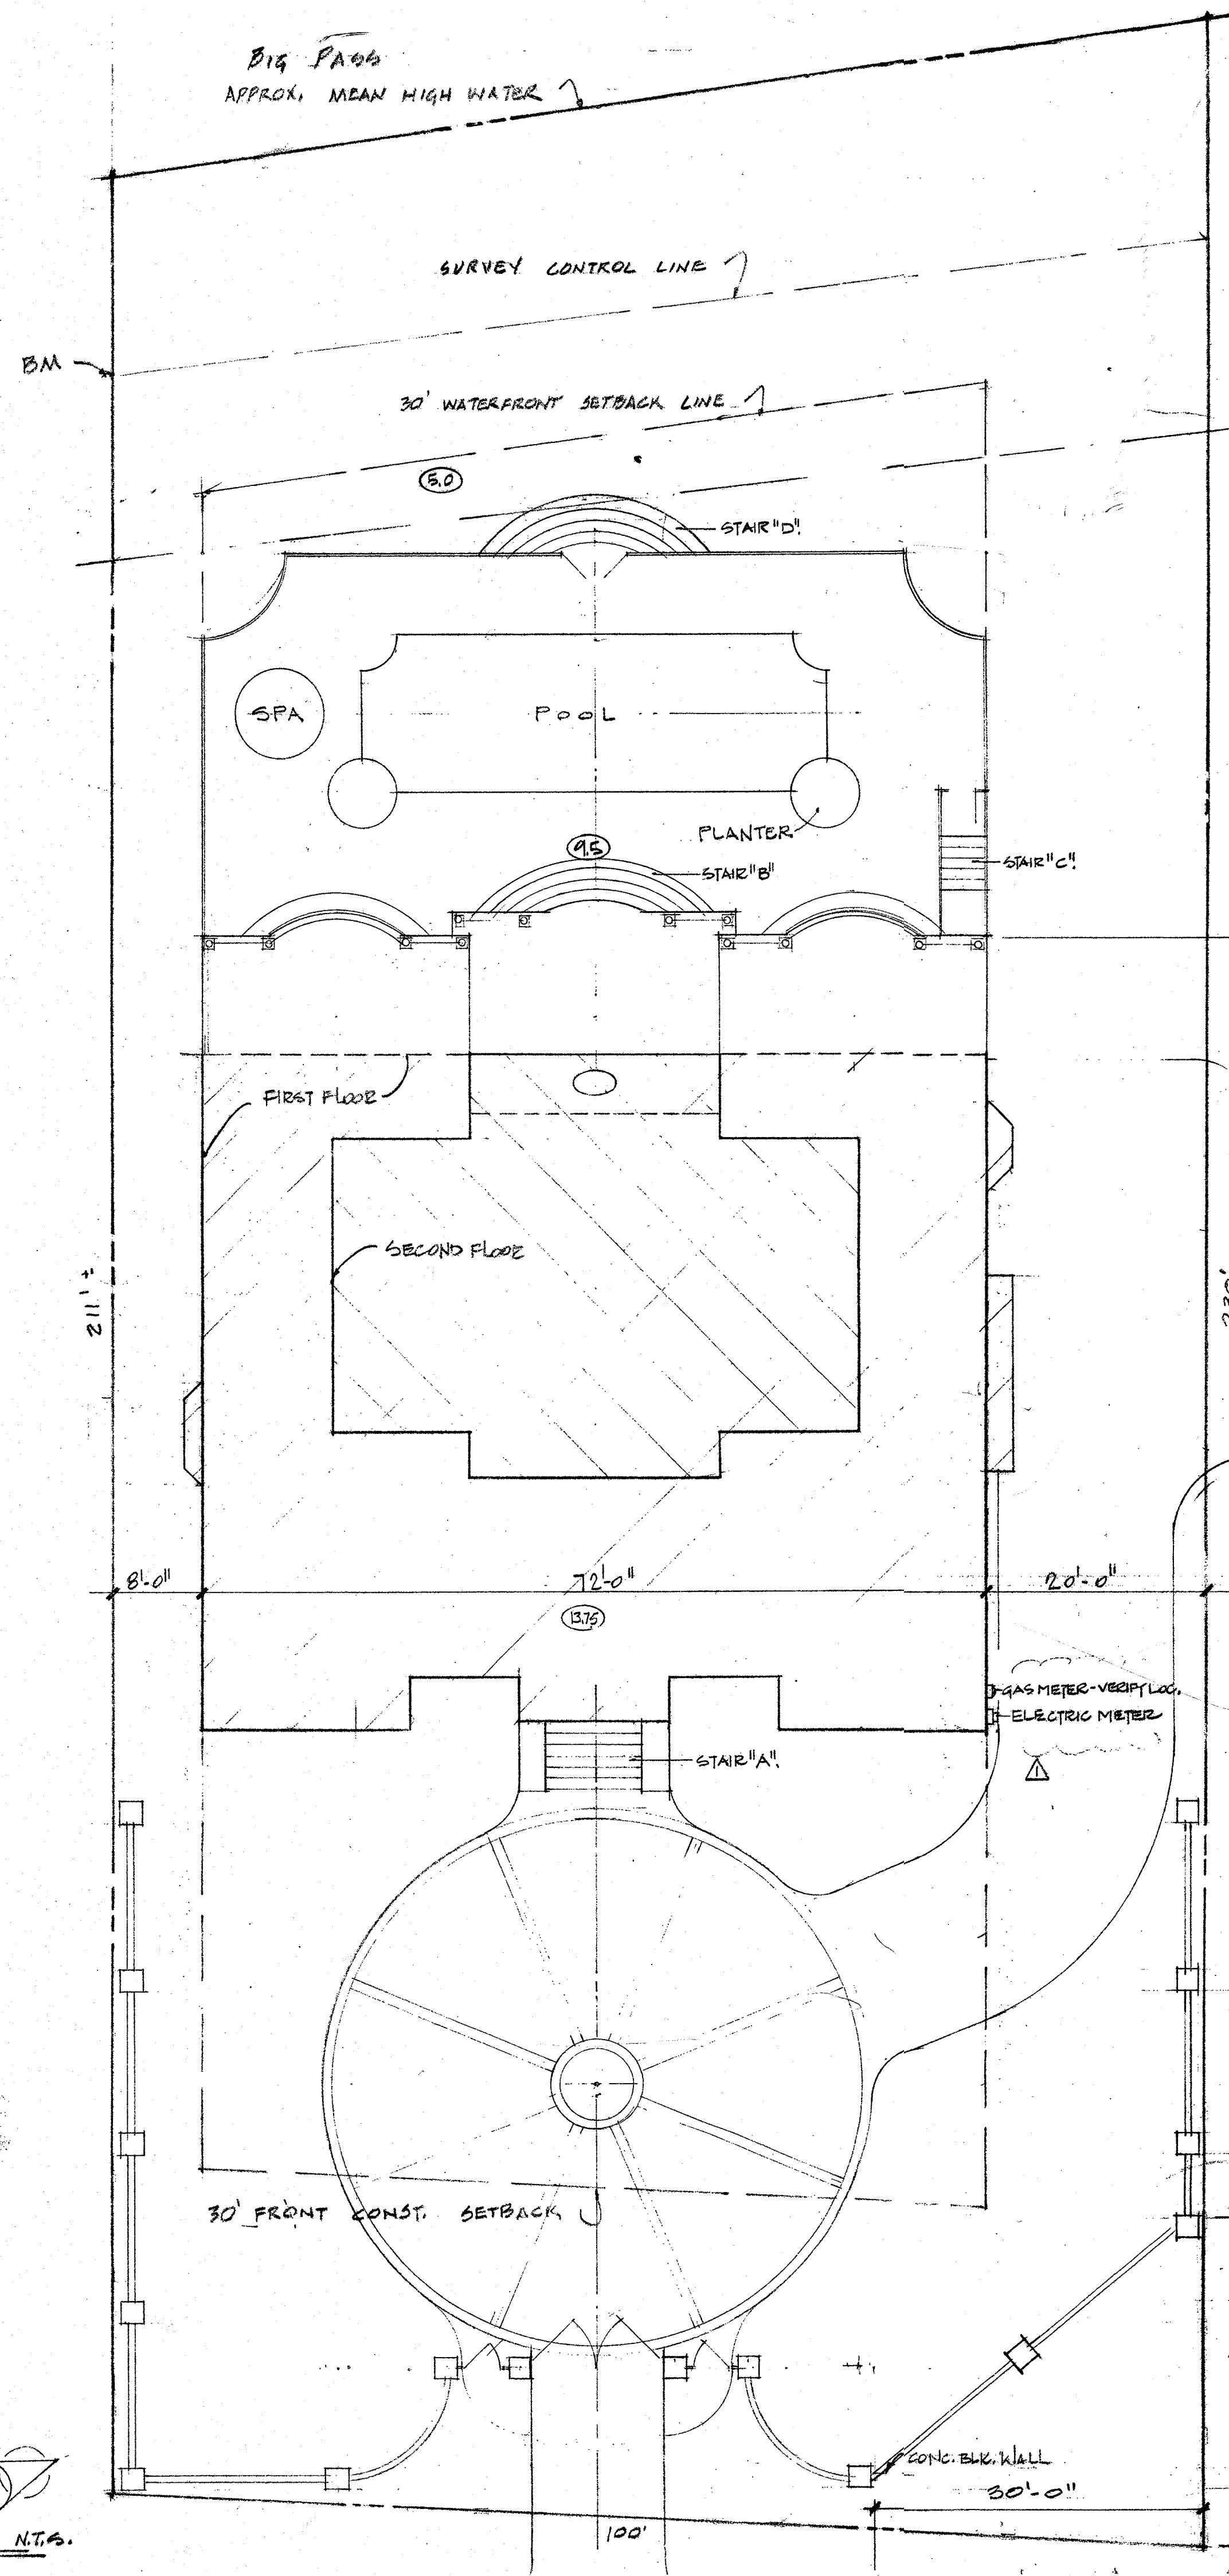 BIG PASS
APPROX. MEAN HIGH WATER
SURVEY CONTROL LINE
BM
30' WATERFRONT SETBACK LINE
5.0
STAIR "D".
SPA
POOL
PLANTER
9.5
STAIR "B"
STAIR "C".
FIRST FLOOR
SECOND FLOOR
211' ±
8'-0"
72'-0"
20'-0"
13.75
GAS METER-VERIFY LOC.
ELECTRIC METER
STAIR "A".
1
30' FRONT CONST. SETBACK
CONC. BLK. WALL
30'-0"
100'
N.T.S.